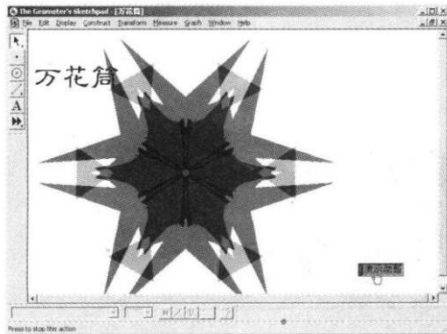 The Geometer's Sketchpad - [万花筒]
File Edit Display Construct Transform Measure Graph Window Help
万花筒
A
Press to stop the action